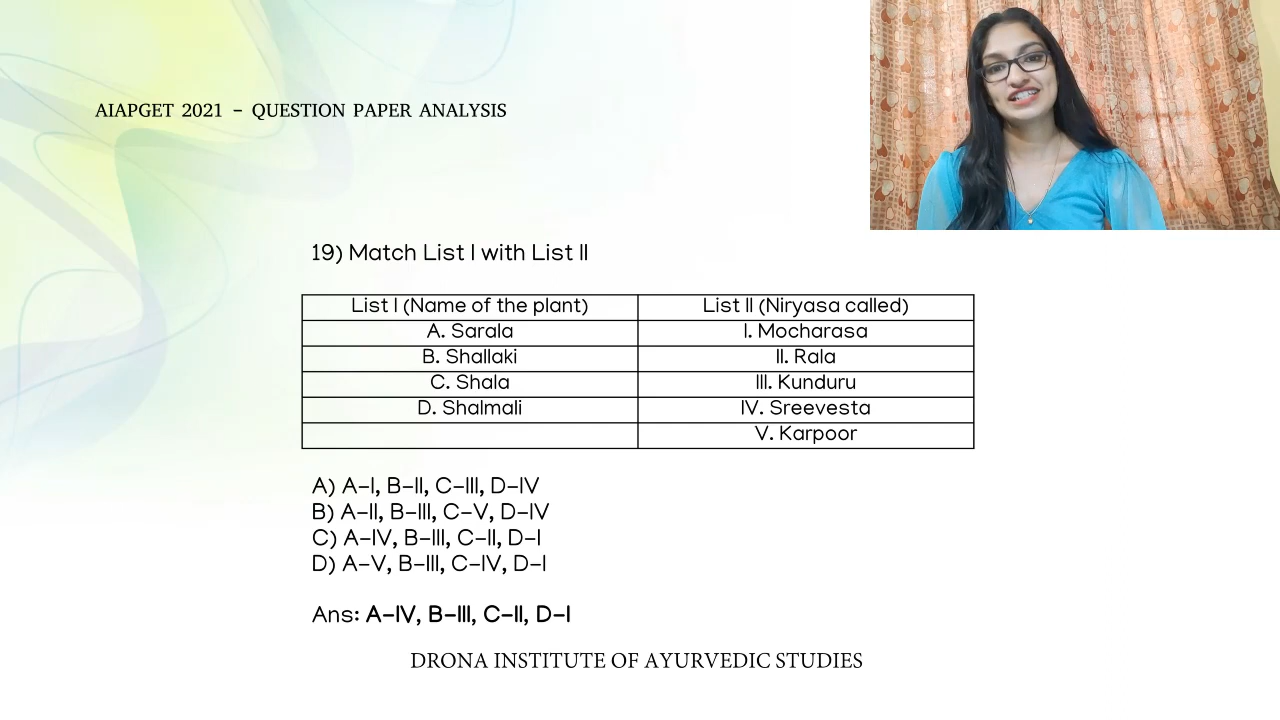 AIAPGET 2021 – QUESTION PAPER ANALYSIS
19) Match List I with List II
List I (Name of the plant) List II (Niryasa called)
A. Sarala I. Mocharasa
B. Shallaki II. Rala
C. Shala III. Kunduru
D. Shalmali IV. Sreevesta
V. Karpoor
A) A–I, B–II, C–III, D–IV
B) A–II, B–III, C–V, D–IV
C) A–IV, B–III, C–II, D–I
D) A–V, B–III, C–IV, D–I
Ans: A–IV, B–III, C–II, D–I
DRONA INSTITUTE OF AYURVEDIC STUDIES